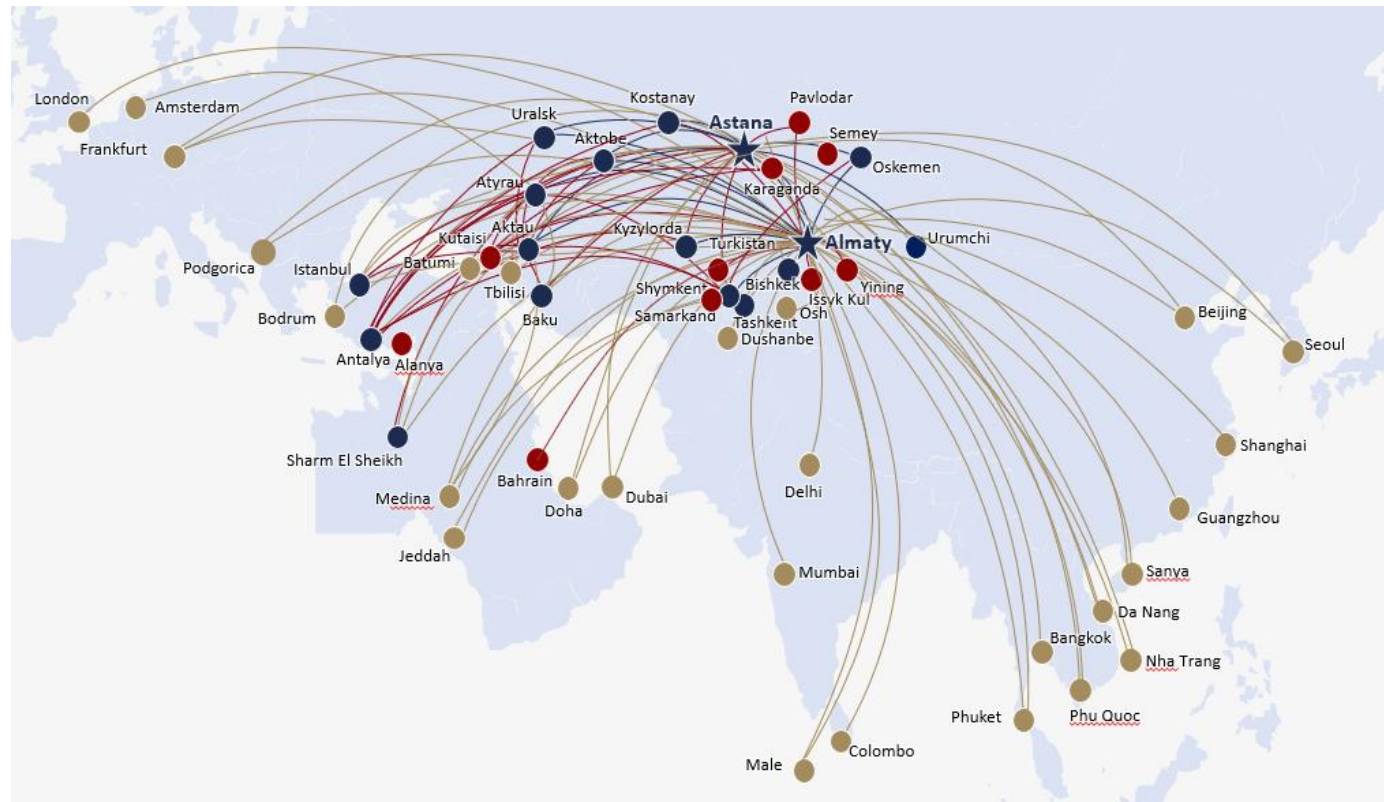 London
Amsterdam
Frankfurt
Kostanay
Pavlodar
Uralsk
Astana
Aktobe
Semey
Oskemen
Karaganda
Atyrau
Aktau
Kutaisi
Kyzylorda
Turkistan
Almaty
Urumchi
Podgorica
Istanbul
Batumi
Tbilisi
Shymkent
Bishkek
Issyk Kul
Yining
Bodrum
Baku
Samarkand
Osh
Tashkent
Dushanbe
Antalya
Alanya
Beijing
Seoul
Sharm El Sheikh
Shanghai
Medina
Bahrain
Doha
Dubai
Delhi
Guangzhou
Jeddah
Mumbai
Sanya
Da Nang
Bangkok
Nha Trang
Phuket
Phu Quoc
Colombo
Male